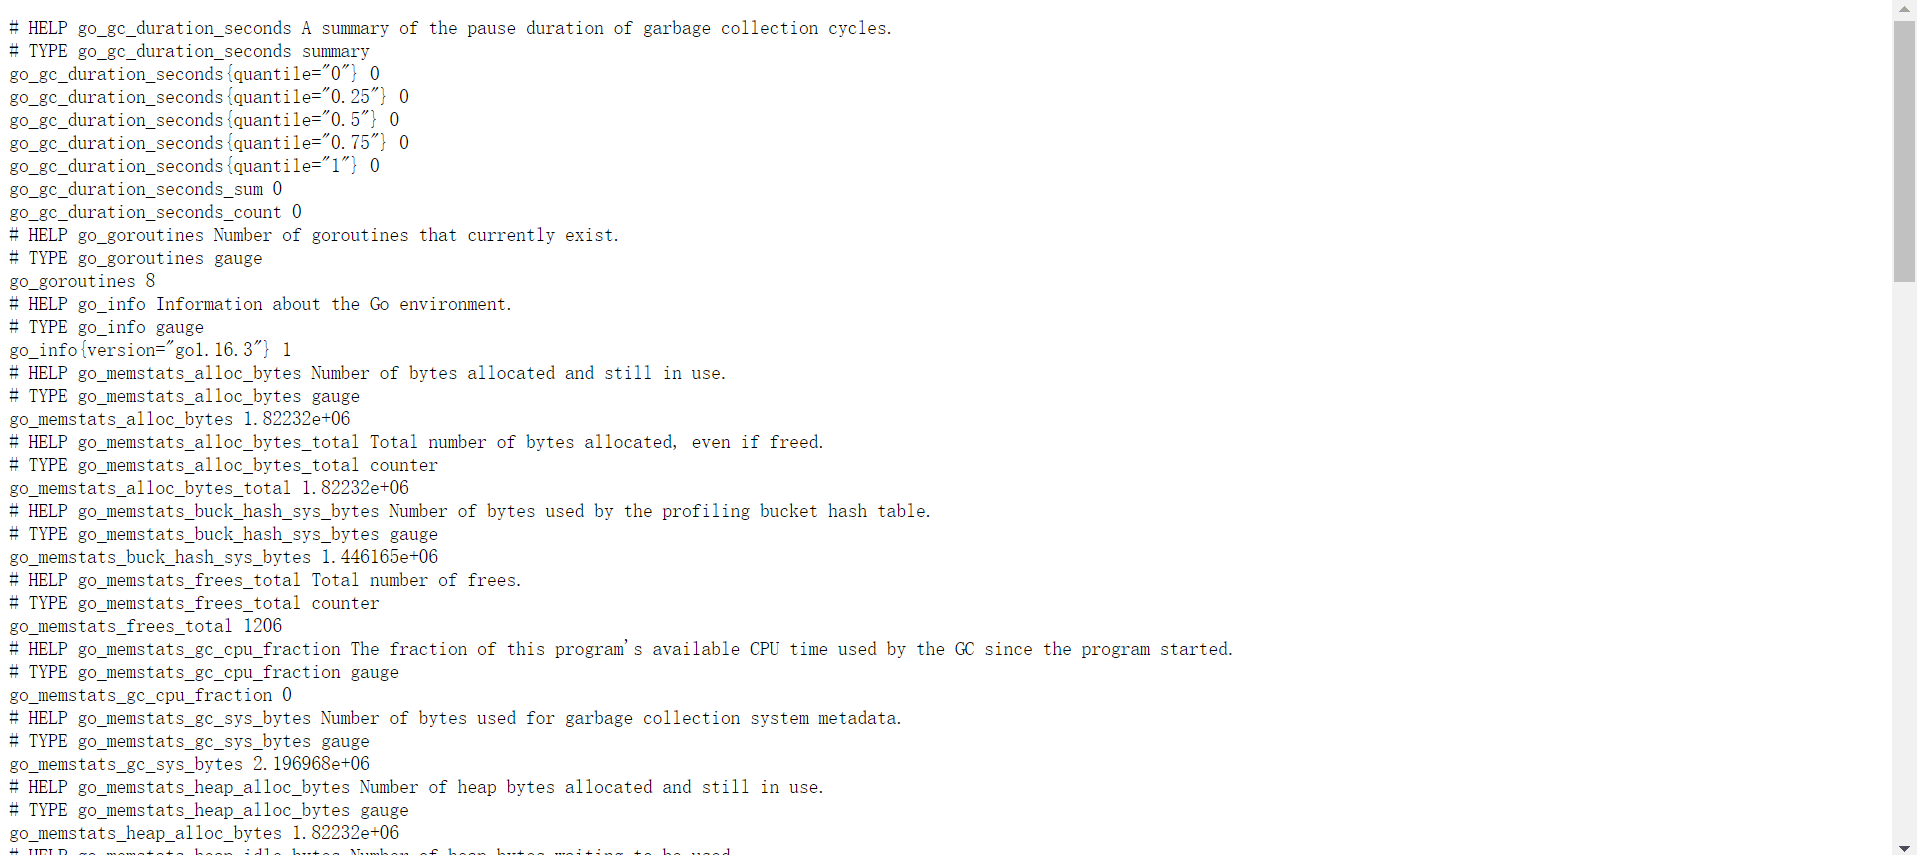 # HELP go_gc_duration_seconds A summary of the pause duration of garbage collection cycles.
# TYPE go_gc_duration_seconds summary
go_gc_duration_seconds{quantile="0"} 0
go_gc_duration_seconds{quantile="0.25"} 0
go_gc_duration_seconds{quantile="0.5"} 0
go_gc_duration_seconds{quantile="0.75"} 0
go_gc_duration_seconds{quantile="1"} 0
go_gc_duration_seconds_sum 0
go_gc_duration_seconds_count 0
# HELP go_goroutines Number of goroutines that currently exist.
# TYPE go_goroutines gauge
go_goroutines 8
# HELP go_info Information about the Go environment.
# TYPE go_info gauge
go_info{version="go1.16.3"} 1
# HELP go_memstats_alloc_bytes Number of bytes allocated and still in use.
# TYPE go_memstats_alloc_bytes gauge
go_memstats_alloc_bytes 1.82232e+06
# HELP go_memstats_alloc_bytes_total Total number of bytes allocated, even if freed.
# TYPE go_memstats_alloc_bytes_total counter
go_memstats_alloc_bytes_total 1.82232e+06
# HELP go_memstats_buck_hash_sys_bytes Number of bytes used by the profiling bucket hash table.
# TYPE go_memstats_buck_hash_sys_bytes gauge
go_memstats_buck_hash_sys_bytes 1.446165e+06
# HELP go_memstats_frees_total Total number of frees.
# TYPE go_memstats_frees_total counter
go_memstats_frees_total 1206
# HELP go_memstats_gc_cpu_fraction The fraction of this program's available CPU time used by the GC since the program started.
# TYPE go_memstats_gc_cpu_fraction gauge
go_memstats_gc_cpu_fraction 0
# HELP go_memstats_gc_sys_bytes Number of bytes used for garbage collection system metadata.
# TYPE go_memstats_gc_sys_bytes gauge
go_memstats_gc_sys_bytes 2.196968e+06
# HELP go_memstats_heap_alloc_bytes Number of heap bytes allocated and still in use.
# TYPE go_memstats_heap_alloc_bytes gauge
go_memstats_heap_alloc_bytes 1.82232e+06
# HELP go_memstats_heap_idle_bytes Number of heap bytes waiting to be used.